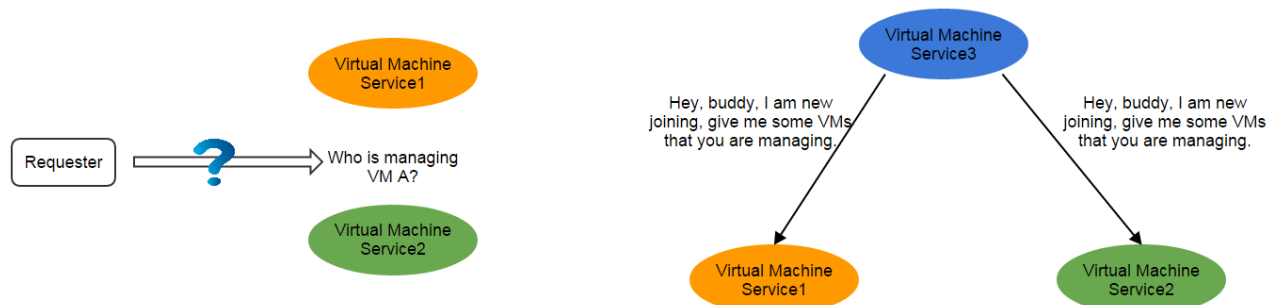 Virtual Machine
Service1
Requester
Who is managing
VM A?
Virtual Machine
Service2
Virtual Machine
Service3
Hey, buddy, I am new
joining, give me some VMs
that you are managing.
Hey, buddy, I am new
joining, give me some VMs
that you are managing.
Virtual Machine
Service1
Virtual Machine
Service2